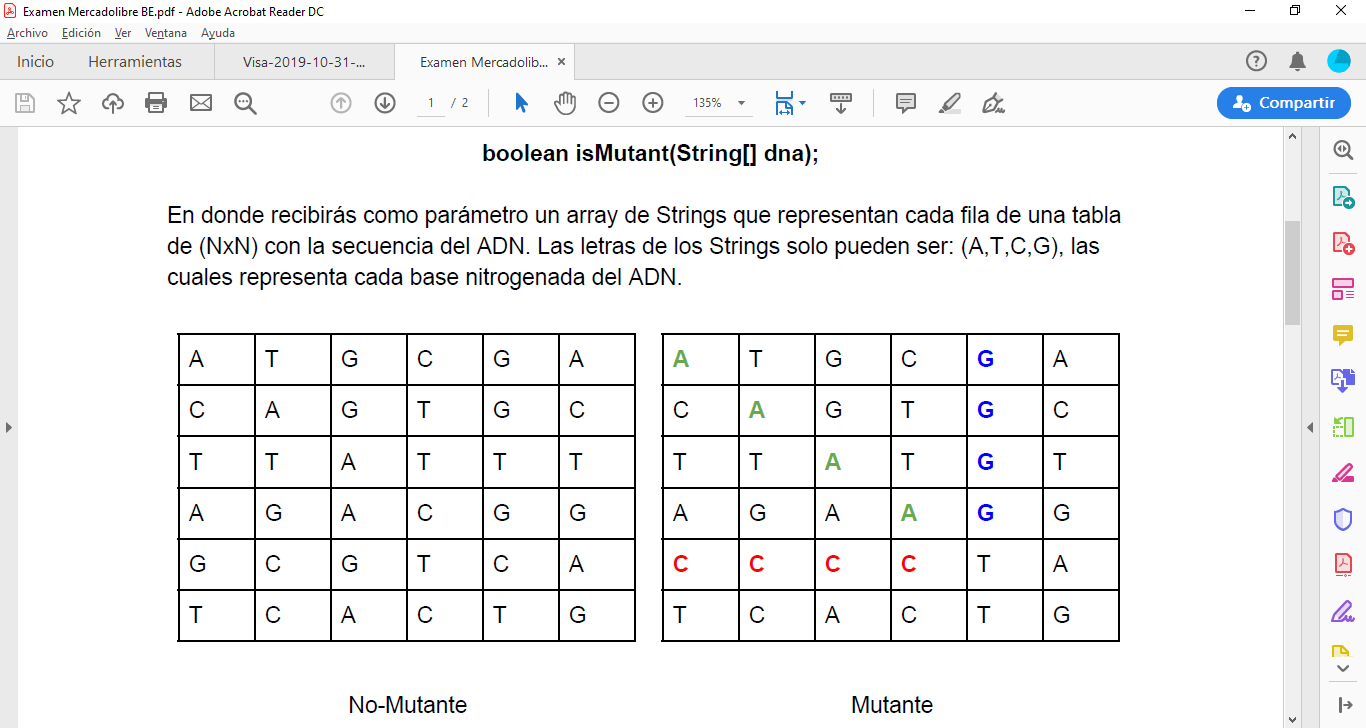 Examen Mercadolibre BE.pdf - Adobe Acrobat Reader DC
Archivo Edición Ver Ventana Ayuda
Inicio Herramientas Visa-2019-10-31-... Examen Mercadolib... ×
1 / 2 135% Compartir
boolean isMutant(String[] dna);
En donde recibirás como parámetro un array de Strings que representan cada fila de una tabla
de (NxN) con la secuencia del ADN. Las letras de los Strings solo pueden ser: (A,T,C,G), las
cuales representa cada base nitrogenada del ADN.
A T G C G A
C A G T G C
T T A T T T
A G A C G G
G C G T C A
T C A C T G
No-Mutante
A T G C G A
C A G T G C
T T A T G T
A G A A G G
C C C C T A
T C A C T G
Mutante